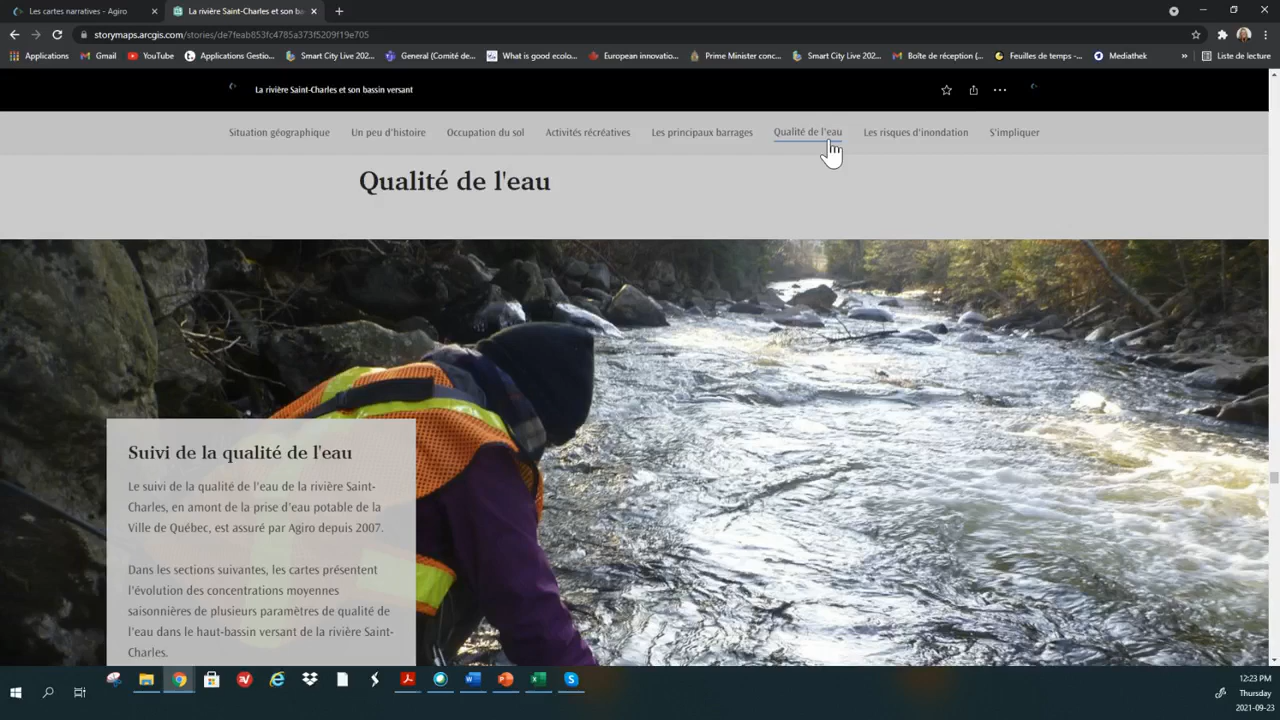 Les cartes narratives - Agiro
La rivière Saint-Charles et son ba
storymaps.arcgis.com/stories/de7feab853fc4785a373f5209f19e705
Applications
Gmail
YouTube
Applications Gestio...
Smart City Live 202...
General (Comité de...
What is good ecolo...
European innovatio...
Prime Minister conc...
Smart City Live 202...
Boîte de réception (...
Feuilles de temps -...
Mediathek
»
Liste de lecture
La rivière Saint-Charles et son bassin versant
Situation géographique
Un peu d'histoire
Occupation du sol
Activités récréatives
Les principaux barrages
Qualité de l'eau
Les risques d'inondation
S'impliquer
Qualité de l'eau
Suivi de la qualité de l'eau
Le suivi de la qualité de l'eau de la rivière Saint-
Charles, en amont de la prise d'eau potable de la
Ville de Québec, est assuré par Agiro depuis 2007.
Dans les sections suivantes, les cartes présentent
l'évolution des concentrations moyennes
saisonnières de plusieurs paramètres de qualité de
l'eau dans le haut-bassin versant de la rivière Saint-
Charles.
12:23 PM
Thursday
2021-09-23